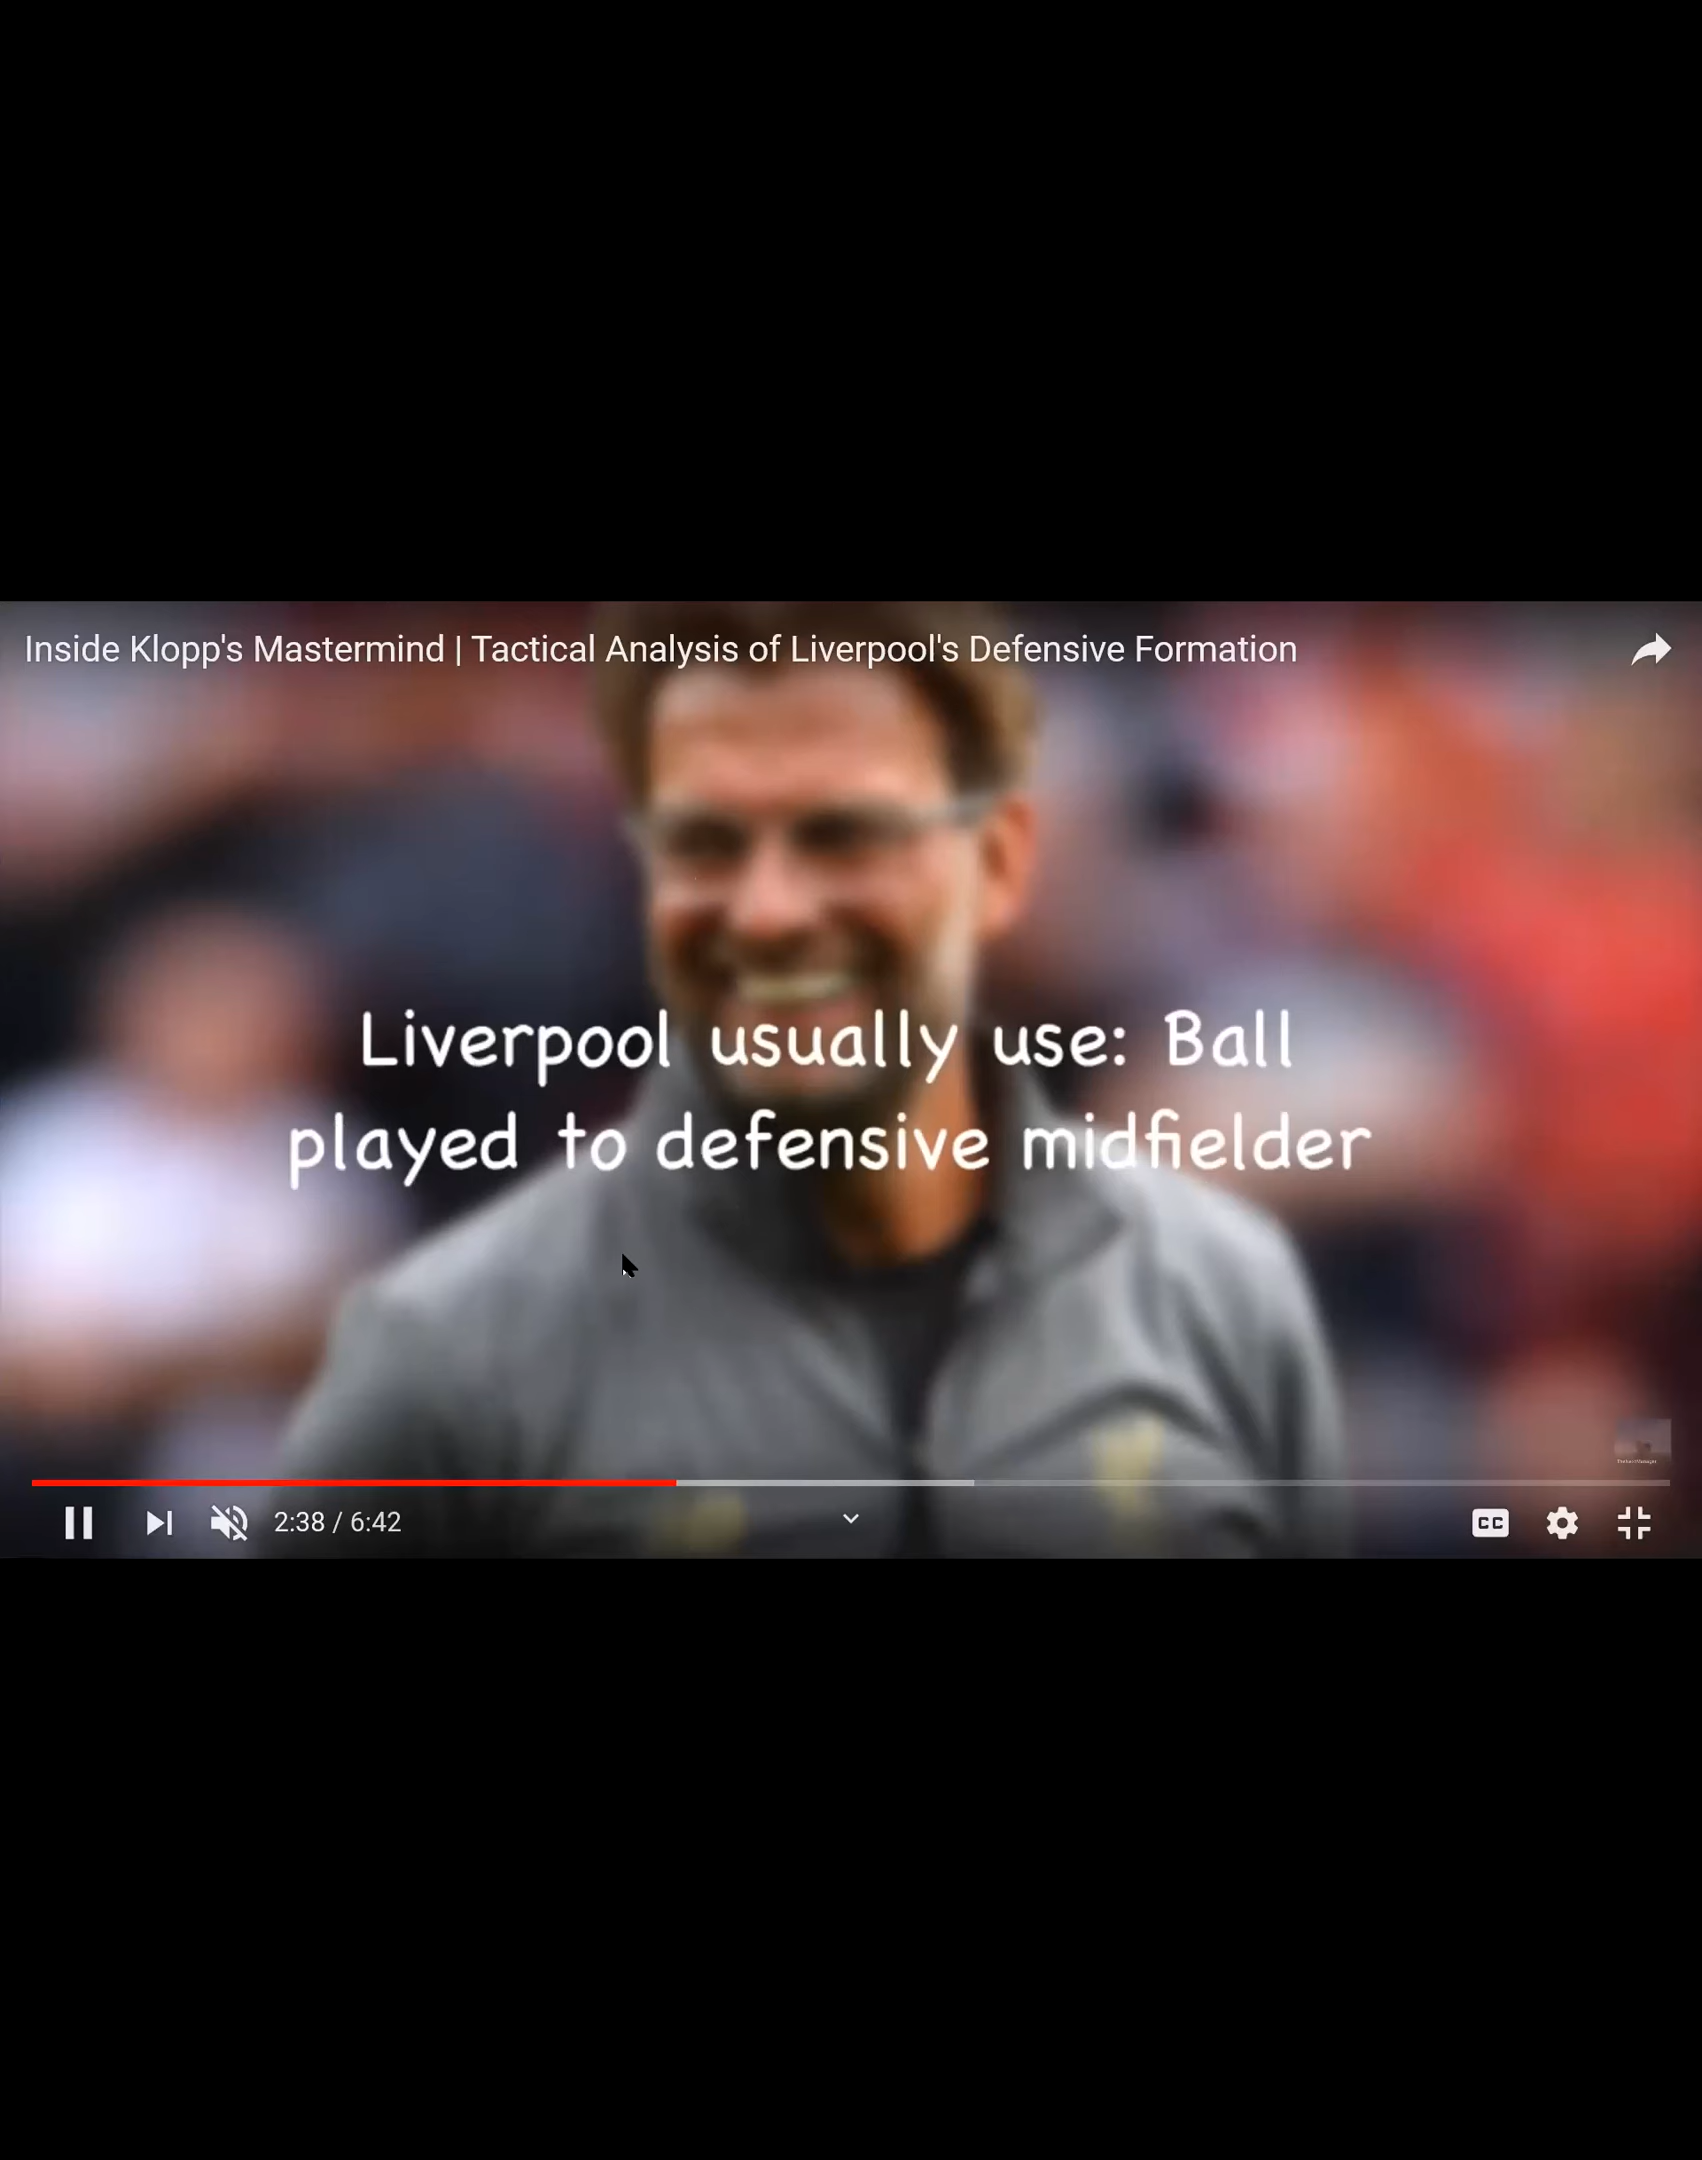 Inside Klopp's Mastermind | Tactical Analysis of Liverpool's Defensive Formation
Liverpool usually use: Ball
played to defensive midfielder
2:38 / 6:42
CC